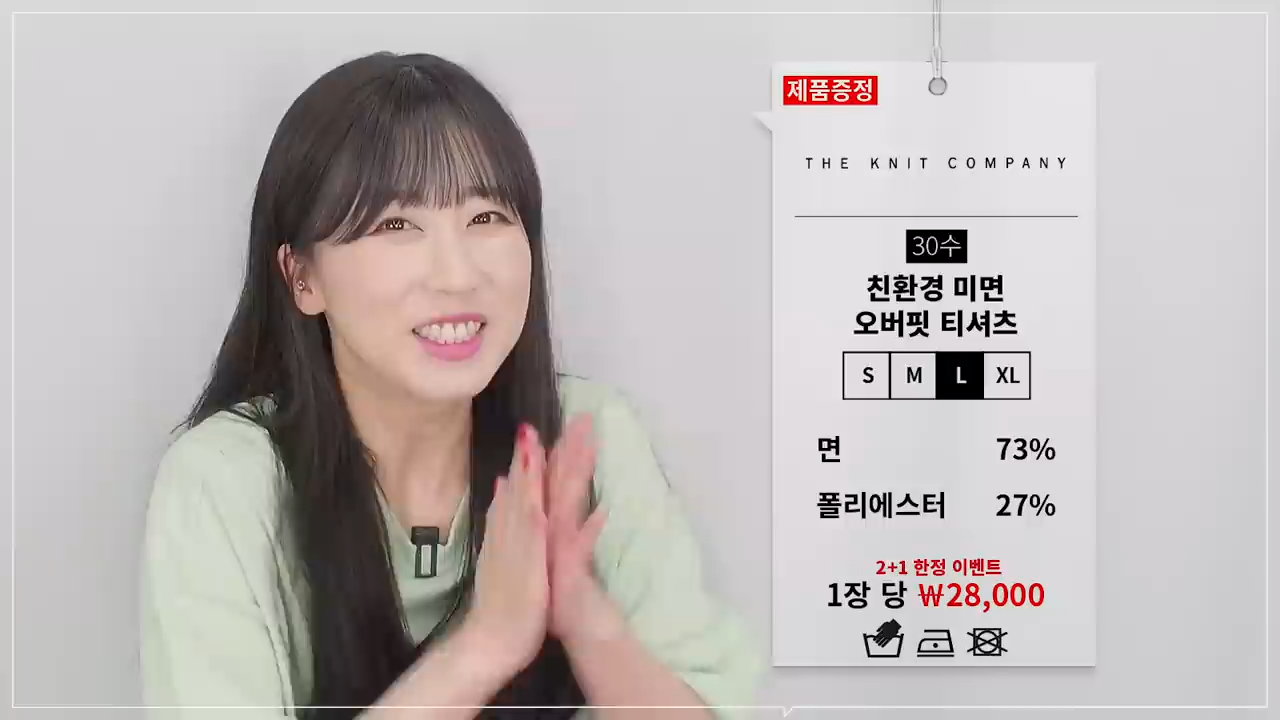 제품증정
THE KNIT COMPANY
30수
친환경 미면
오버핏 티셔츠
S M L XL
면 73%
폴리에스터 27%
2+1 한정 이벤트
1장 당 ₩28,000